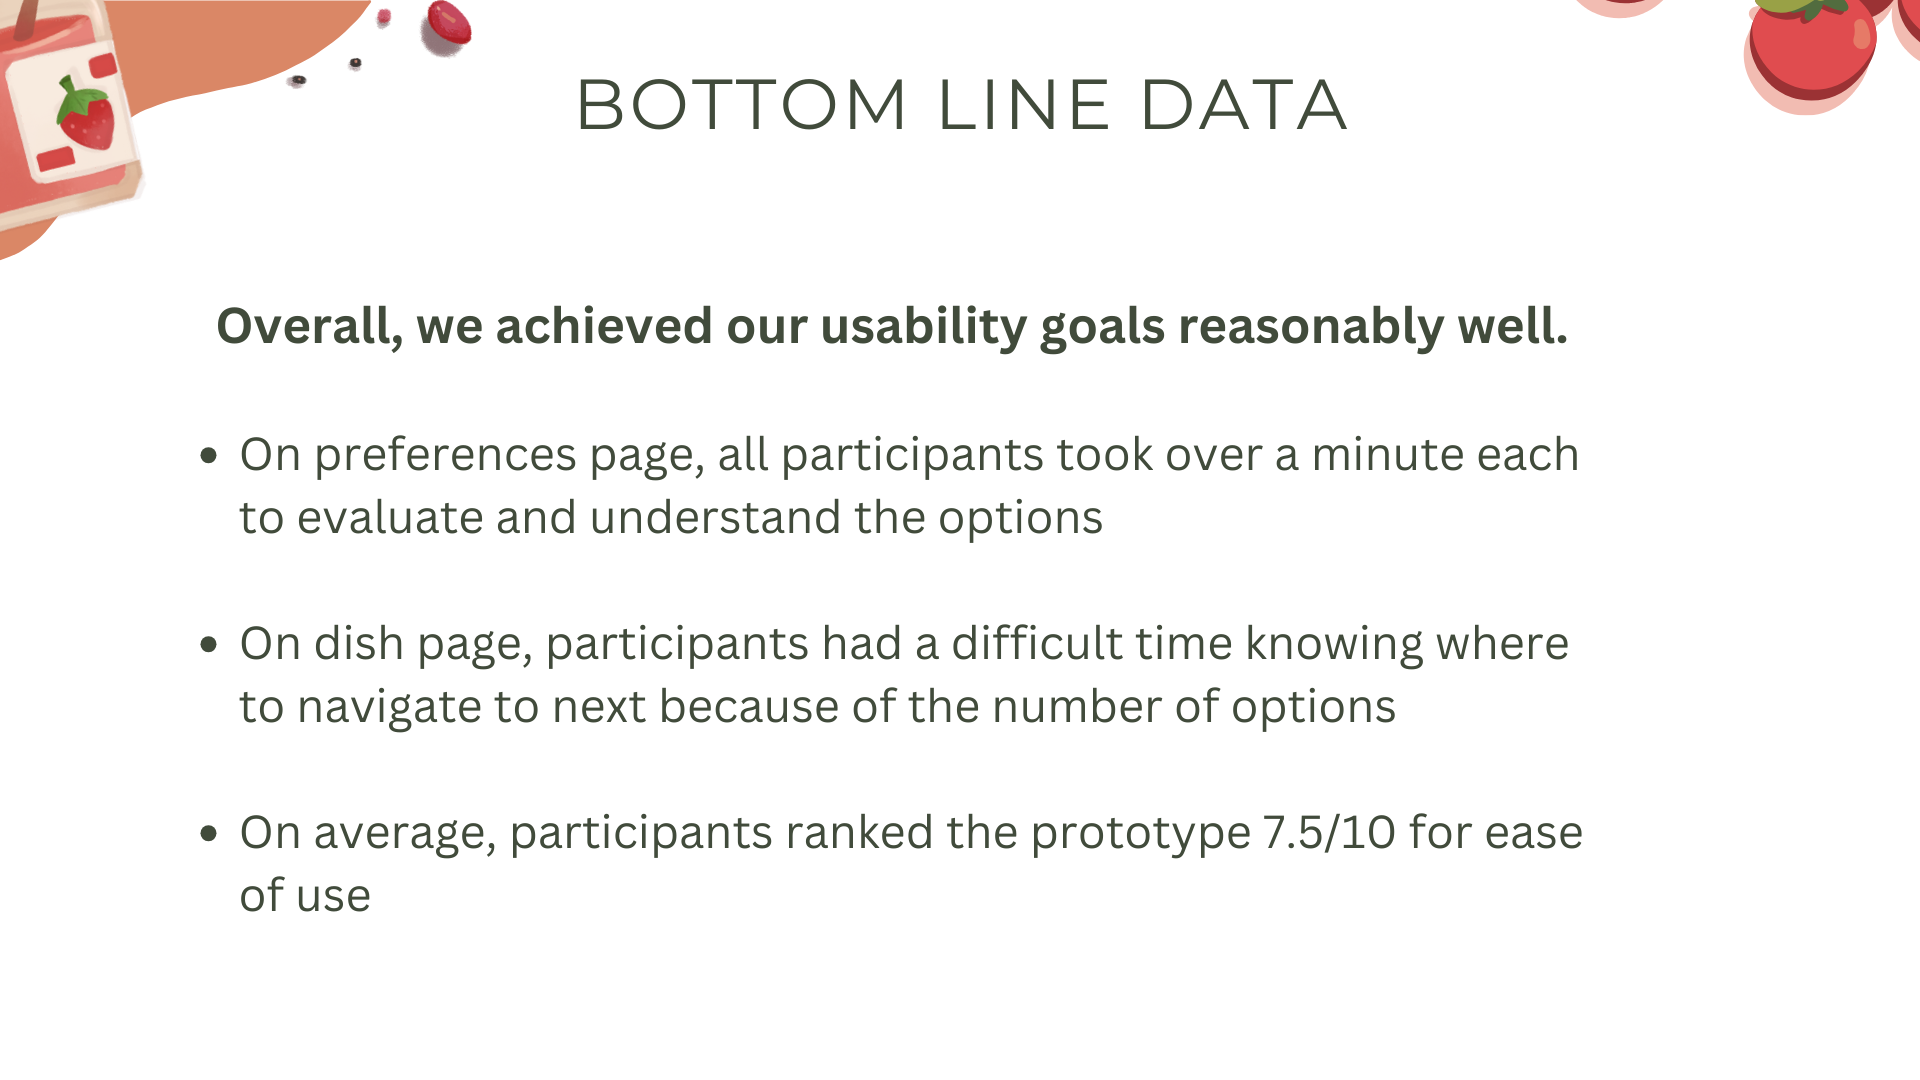 BOTTOM LINE DATA
Overall, we achieved our usability goals reasonably well.
• On preferences page, all participants took over a minute each
to evaluate and understand the options
• On dish page, participants had a difficult time knowing where
to navigate to next because of the number of options
• On average, participants ranked the prototype 7.5/10 for ease
of use